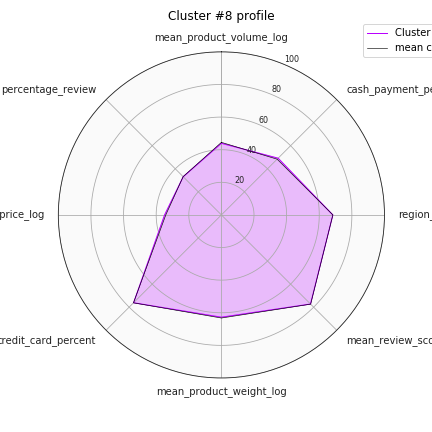 Cluster #8 profile
mean_product_volume_log
Cluster
mean c
100
percentage_review
80
cash_payment_pe
60
40
20
price_log
region_
credit_card_percent
mean_review_sco
mean_product_weight_log